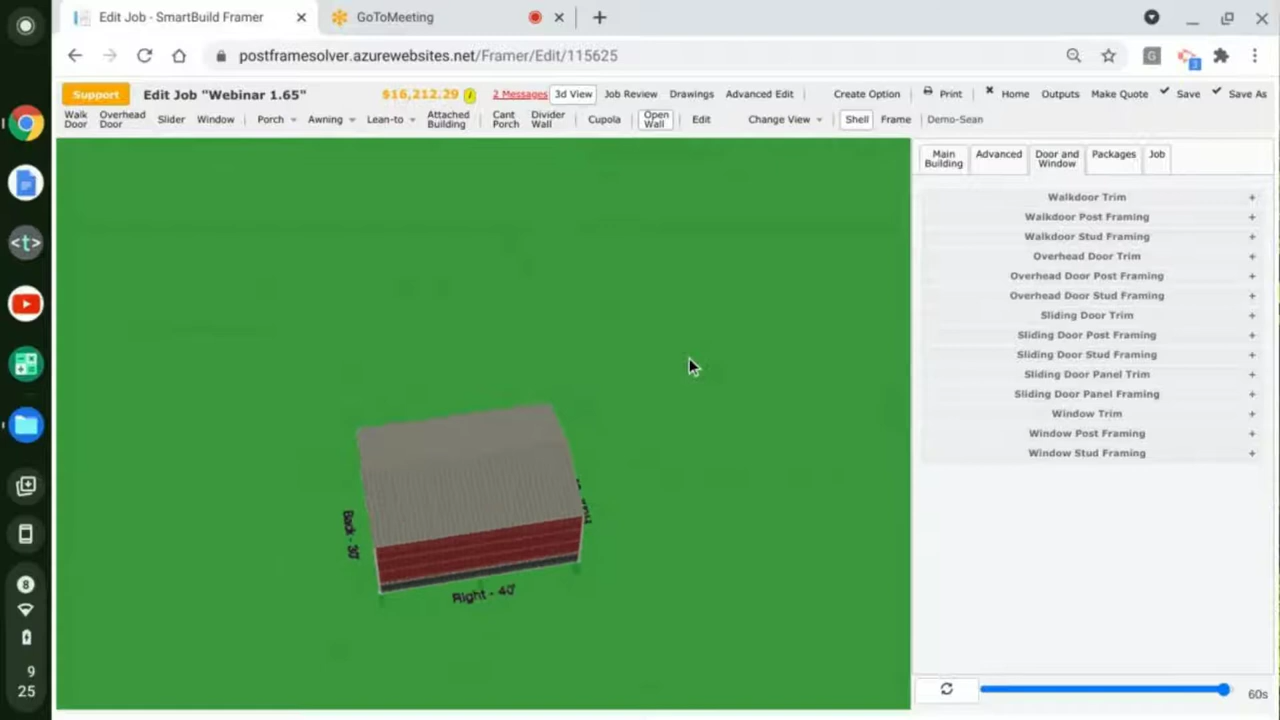 Edit Job - SmartBuild Framer
GoToMeeting
postframesolver.azurewebsites.net/Framer/Edit/115625
G
3
Support
Edit Job "Webinar 1.65"
$16,212.29
i
2 Messages
3d View
Job Review
Drawings
Advanced Edit
Create Option
Print
Home
Outputs
Make Quote
Save
Save As
Walk Door
Overhead Door
Slider
Window
Porch
Awning
Lean-to
Attached Building
Cant Porch
Divider Wall
Cupola
Open Wall
Edit
Change View
Shell
Frame
Demo-Sean
Main Building
Advanced
Door and Window
Packages
Job
Walkdoor Trim +
Walkdoor Post Framing +
Walkdoor Stud Framing +
Overhead Door Trim +
Overhead Door Post Framing +
Overhead Door Stud Framing +
Sliding Door Trim +
Sliding Door Post Framing +
Sliding Door Stud Framing +
Sliding Door Panel Trim +
Sliding Door Panel Framing +
Window Trim +
Window Post Framing +
Window Stud Framing +
Back - 30'
Right - 40'
60s
<t>
8
9
25